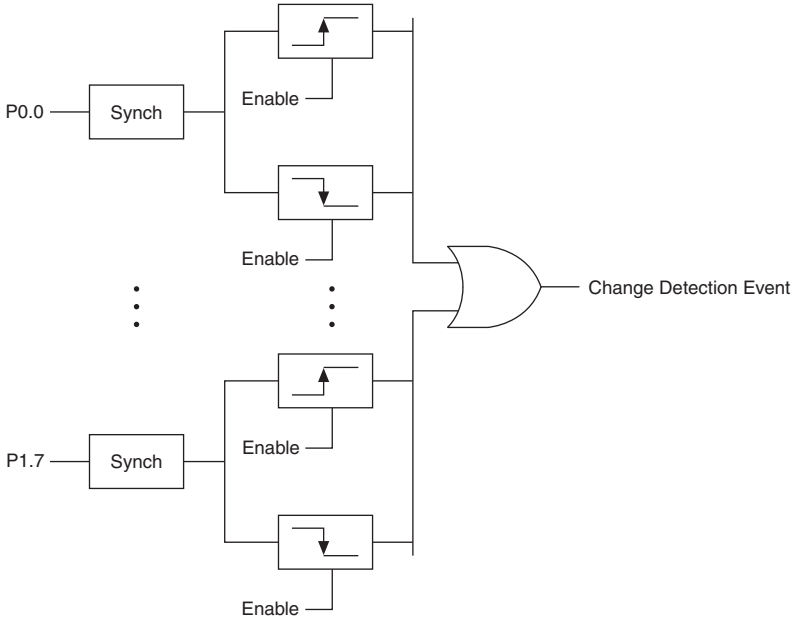 Enable
P0.0
Synch
Enable
Change Detection Event
Enable
P1.7
Synch
Enable